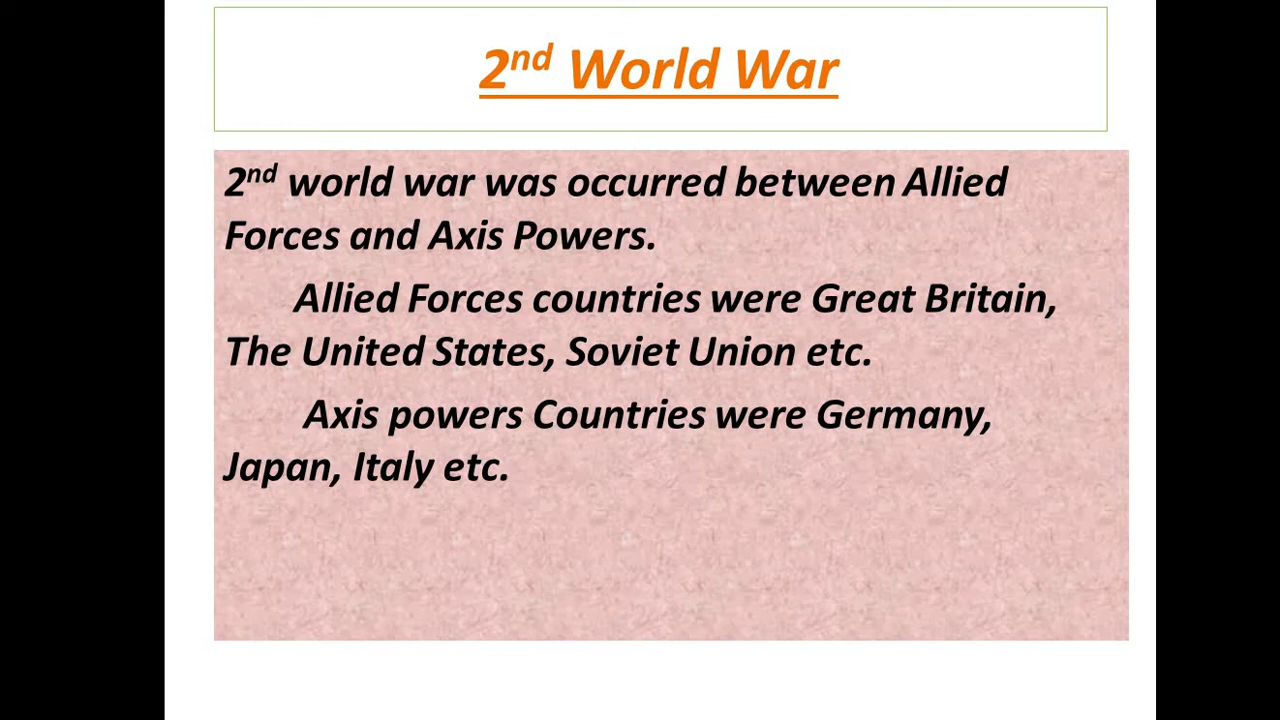 2nd World War
2nd world war was occurred between Allied
Forces and Axis Powers.
Allied Forces countries were Great Britain,
The United States, Soviet Union etc.
Axis powers Countries were Germany,
Japan, Italy etc.